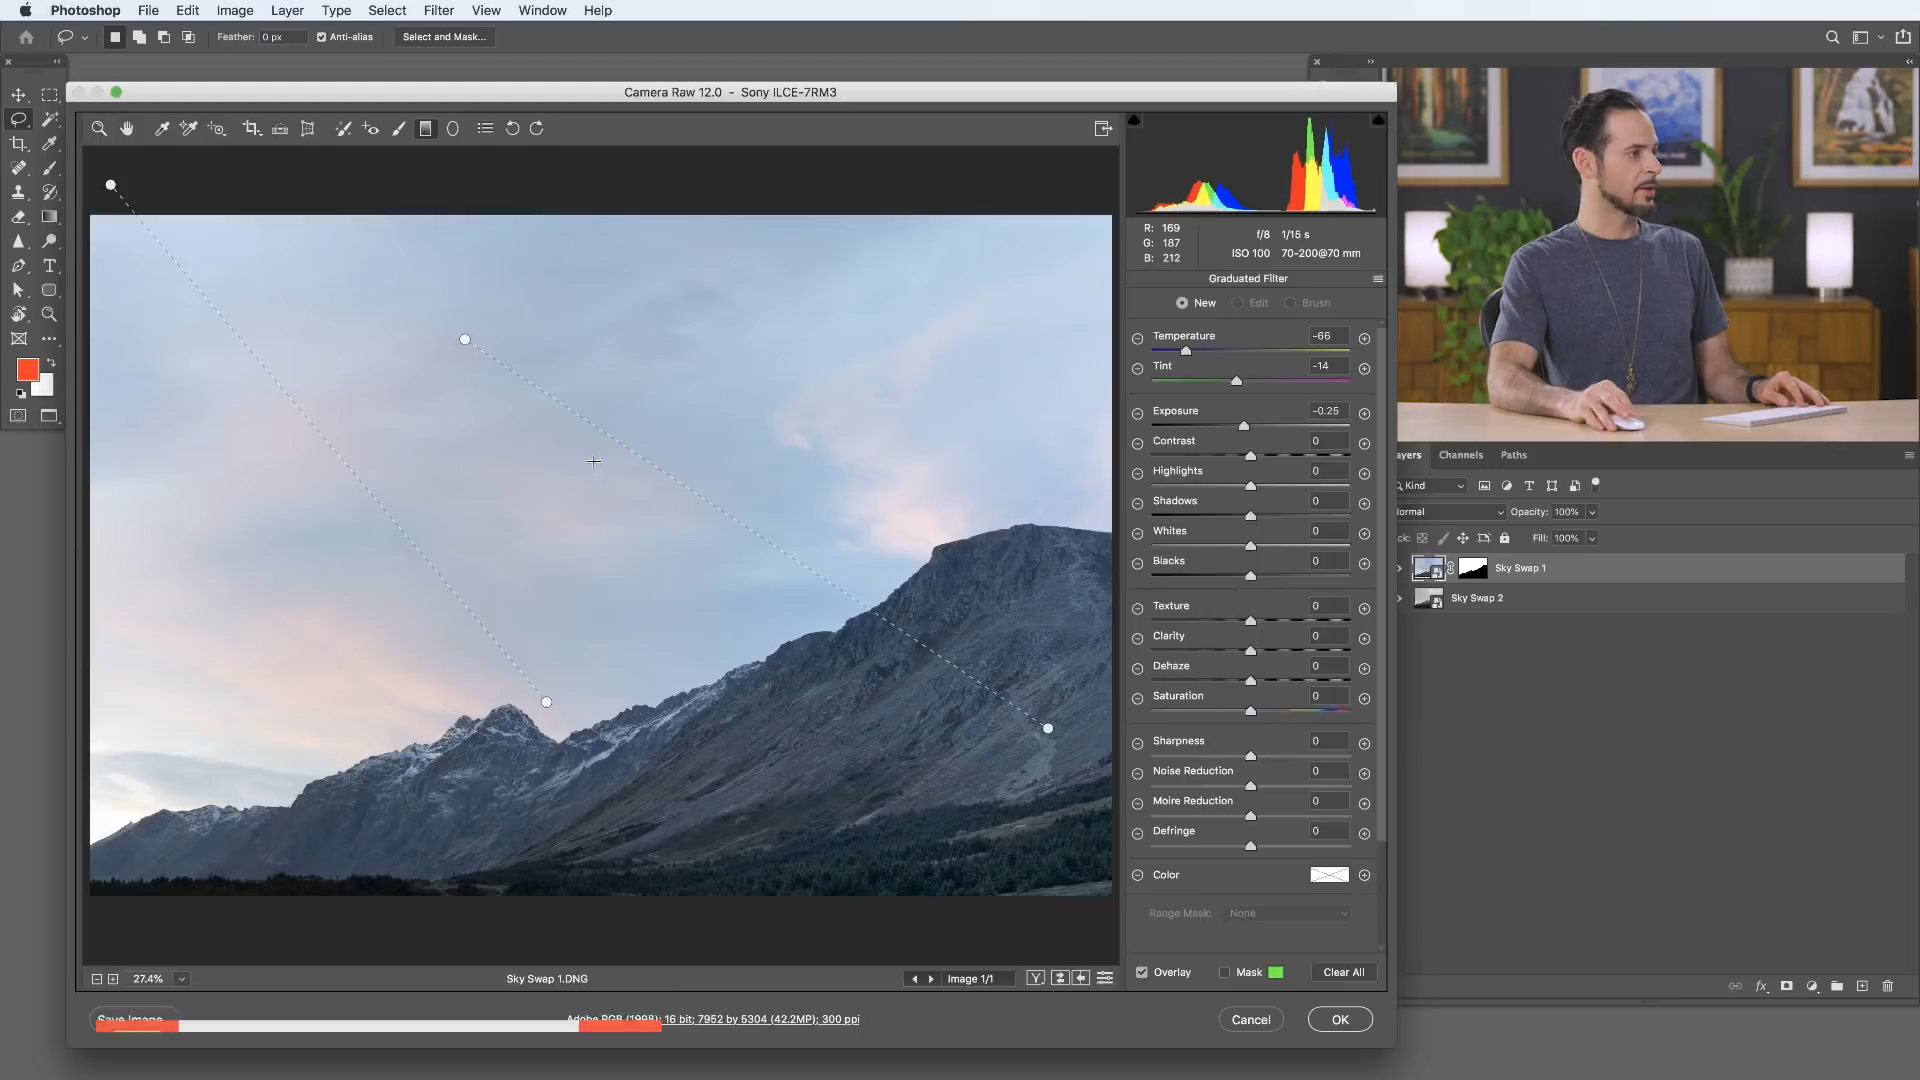 Photoshop File Edit Image Layer Type Select Filter View Window Help
Feather: 0 px Anti-alias Select and Mask...
Camera Raw 12.0 - Sony ILCE-7RM3
R: 169
G: 187
B: 212
f/8 1/15 s
ISO 100 70-200@70 mm
Graduated Filter
New Edit Brush
Temperature -66
Tint -14
Exposure -0.25
Contrast 0
Highlights 0
Shadows 0
Whites 0
Blacks 0
Texture 0
Clarity 0
Dehaze 0
Saturation 0
Sharpness 0
Noise Reduction 0
Moire Reduction 0
Defringe 0
Color
Range Mask: None
Overlay Mask Clear All
27.4% Sky Swap 1.DNG Image 1/1
Save Image... Adobe RGB (1998); 16 bit; 7952 by 5304 (42.2MP); 300 ppi Cancel OK
ayers Channels Paths
Kind
ormal Opacity: 100%
ck: Fill: 100%
Sky Swap 1
Sky Swap 2
fx